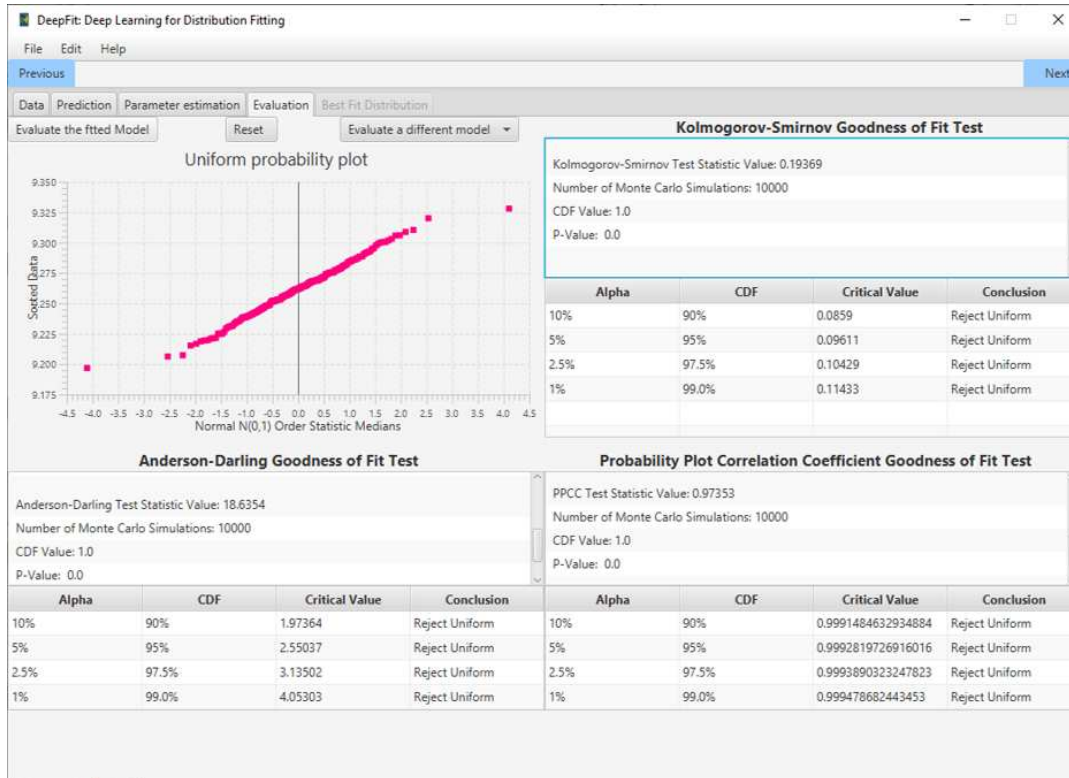 DeepFit: Deep Learning for Distribution Fitting
File Edit Help
Previous Next
Data Prediction Parameter estimation Evaluation Best Fit Distribution
Evaluate the ftted Model Reset Evaluate a different model
Uniform probability plot
Sorted Data
9.350
9.325
9.300
9.275
9.250
9.225
9.200
9.175
-4.5 -4.0 -3.5 -3.0 -2.5 -2.0 -1.5 -1.0 -0.5 0.0 0.5 1.0 1.5 2.0 2.5 3.0 3.5 4.0 4.5
Normal N(0,1) Order Statistic Medians
Kolmogorov-Smirnov Goodness of Fit Test
Kolmogorov-Smirnov Test Statistic Value: 0.19369
Number of Monte Carlo Simulations: 10000
CDF Value: 1.0
P-Value: 0.0
Alpha CDF Critical Value Conclusion
10% 90% 0.0859 Reject Uniform
5% 95% 0.09611 Reject Uniform
2.5% 97.5% 0.10429 Reject Uniform
1% 99.0% 0.11433 Reject Uniform
Anderson-Darling Goodness of Fit Test
Anderson-Darling Test Statistic Value: 18.6354
Number of Monte Carlo Simulations: 10000
CDF Value: 1.0
P-Value: 0.0
Alpha CDF Critical Value Conclusion
10% 90% 1.97364 Reject Uniform
5% 95% 2.55037 Reject Uniform
2.5% 97.5% 3.13502 Reject Uniform
1% 99.0% 4.05303 Reject Uniform
Probability Plot Correlation Coefficient Goodness of Fit Test
PPCC Test Statistic Value: 0.97353
Number of Monte Carlo Simulations: 10000
CDF Value: 1.0
P-Value: 0.0
Alpha CDF Critical Value Conclusion
10% 90% 0.9991484632934884 Reject Uniform
5% 95% 0.9992819726916016 Reject Uniform
2.5% 97.5% 0.9993890323247823 Reject Uniform
1% 99.0% 0.999478682443453 Reject Uniform